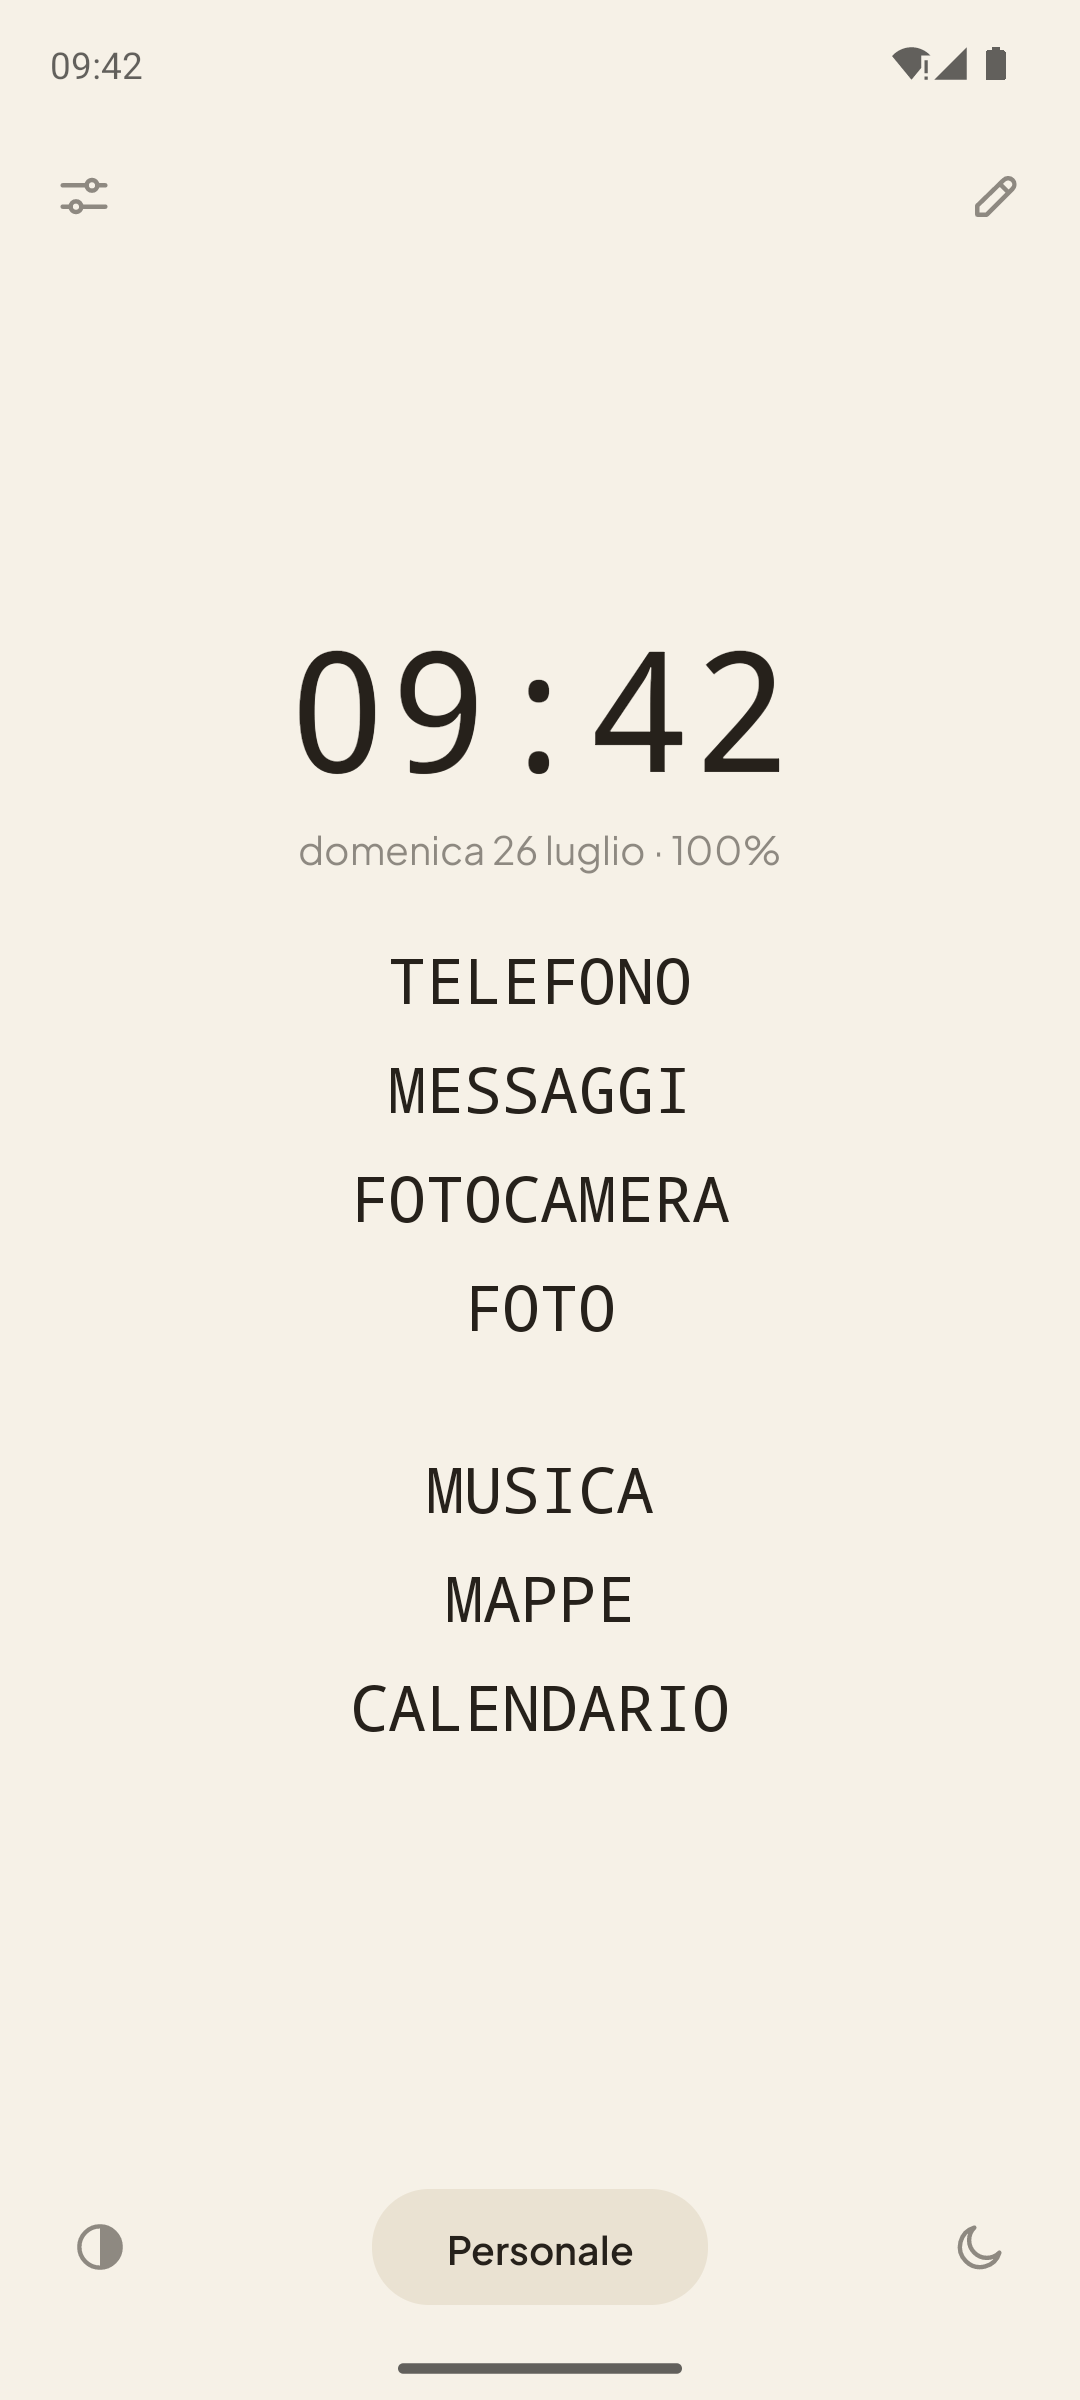 09:42
09:42
domenica 26 luglio · 100%
TELEFONO
MESSAGGI
FOTOCAMERA
FOTO
MUSICA
MAPPE
CALENDARIO
Personale